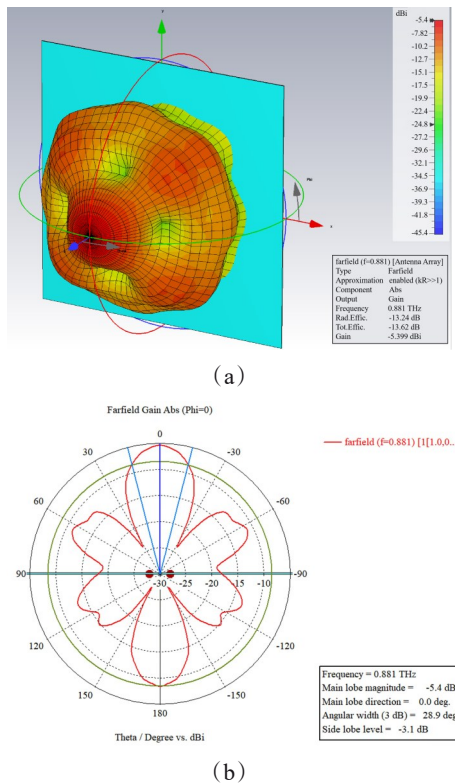 dBi
-5.4
-7.82
-10.2
-12.7
-15.1
-17.5
-19.9
-22.4
-24.8
-27.2
-29.6
-32.1
-34.5
-36.9
-39.3
-41.8
-45.4
Phi
farfield (f=0.881) [Antenna Array]
Type Farfield
Approximation enabled (kR>>1)
Component Abs
Output Gain
Frequency 0.881 THz
Rad.Effic. -13.24 dB
Tot.Effic. -13.62 dB
Gain -5.399 dBi
(a)
Farfield Gain Abs (Phi=0)
0
30 -30
farfield (f=0.881) [1[1.0,0..
60 -60
90 -30 -25 -20 -15 -10 -90
120 -120
150 -150
180
Theta / Degree vs. dBi
Frequency = 0.881 THz
Main lobe magnitude = -5.4 dB
Main lobe direction = 0.0 deg.
Angular width (3 dB) = 28.9 deg
Side lobe level = -3.1 dB
(b)